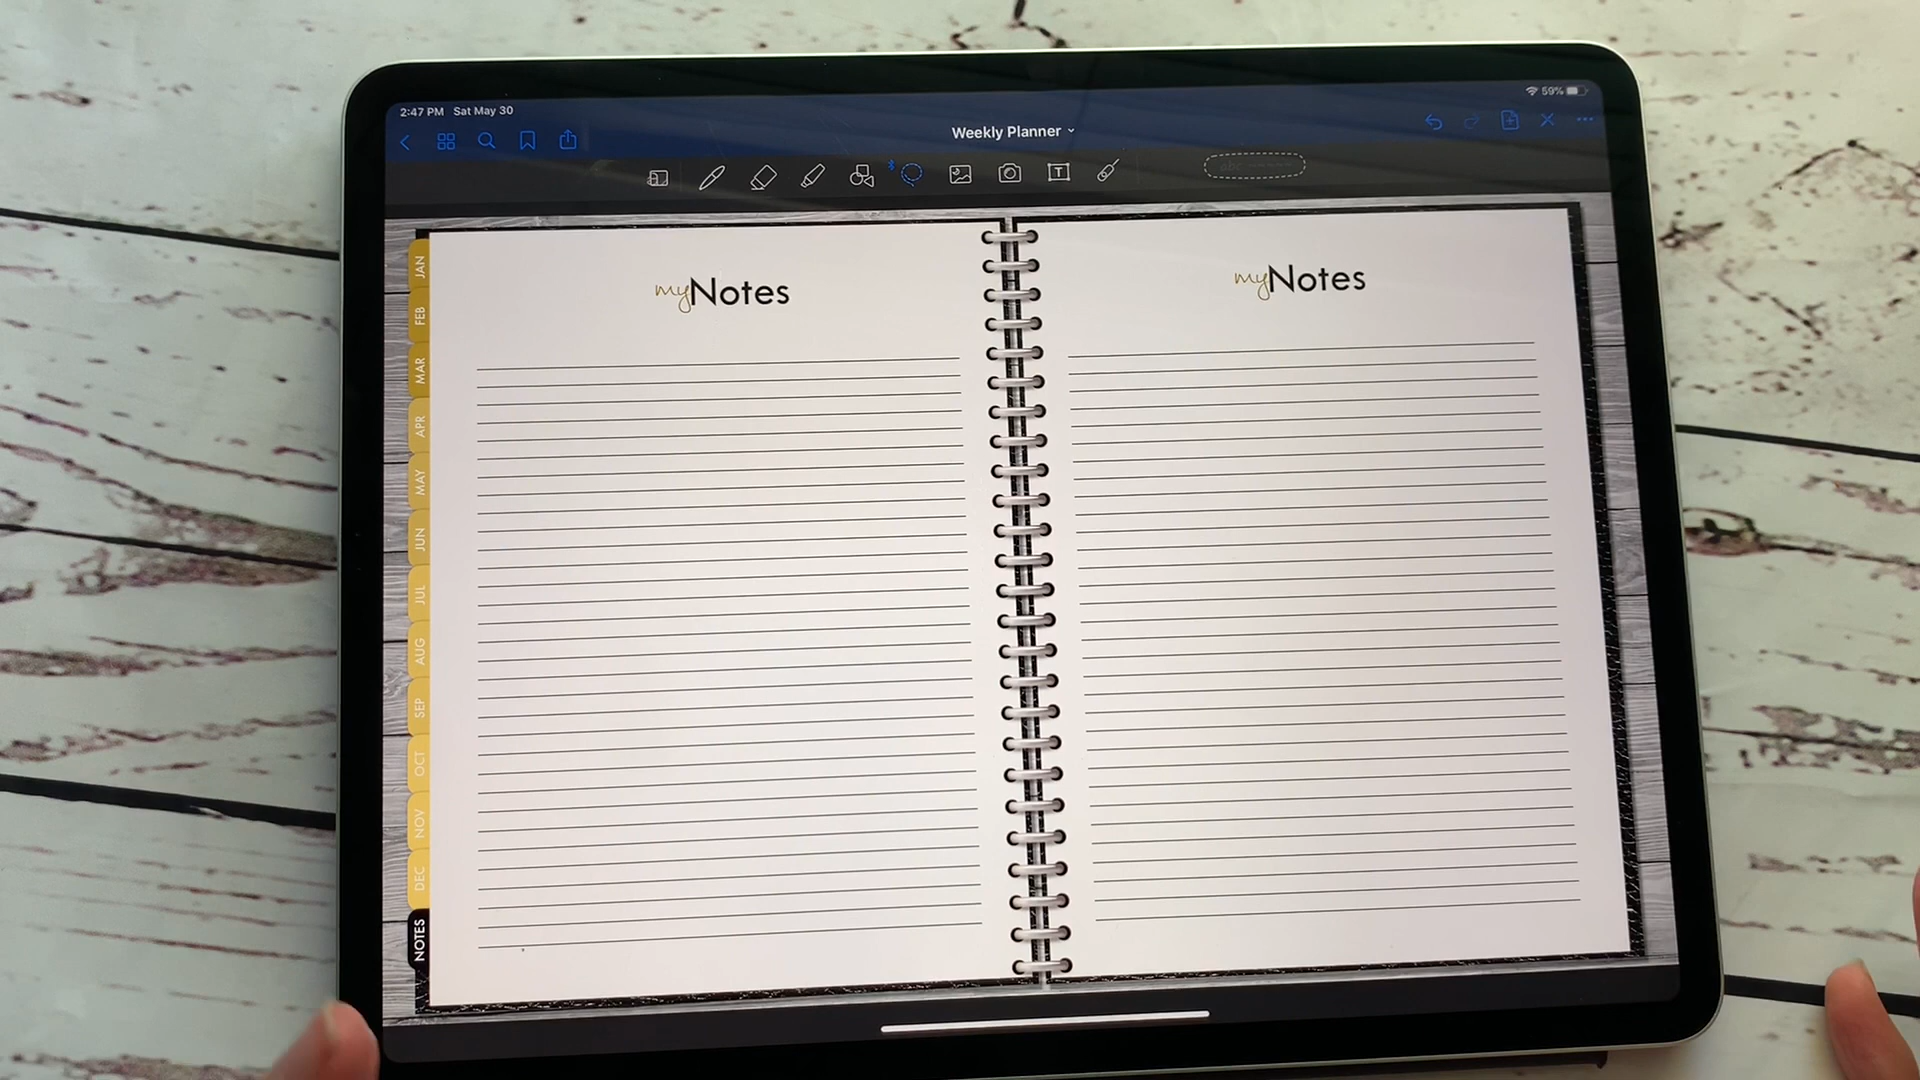 2:47 PM Sat May 30
59%
Weekly Planner
T
myNotes
myNotes
JAN
FEB
MAR
APR
MAY
JUN
JUL
AUG
SEP
OCT
NOV
DEC
NOTES